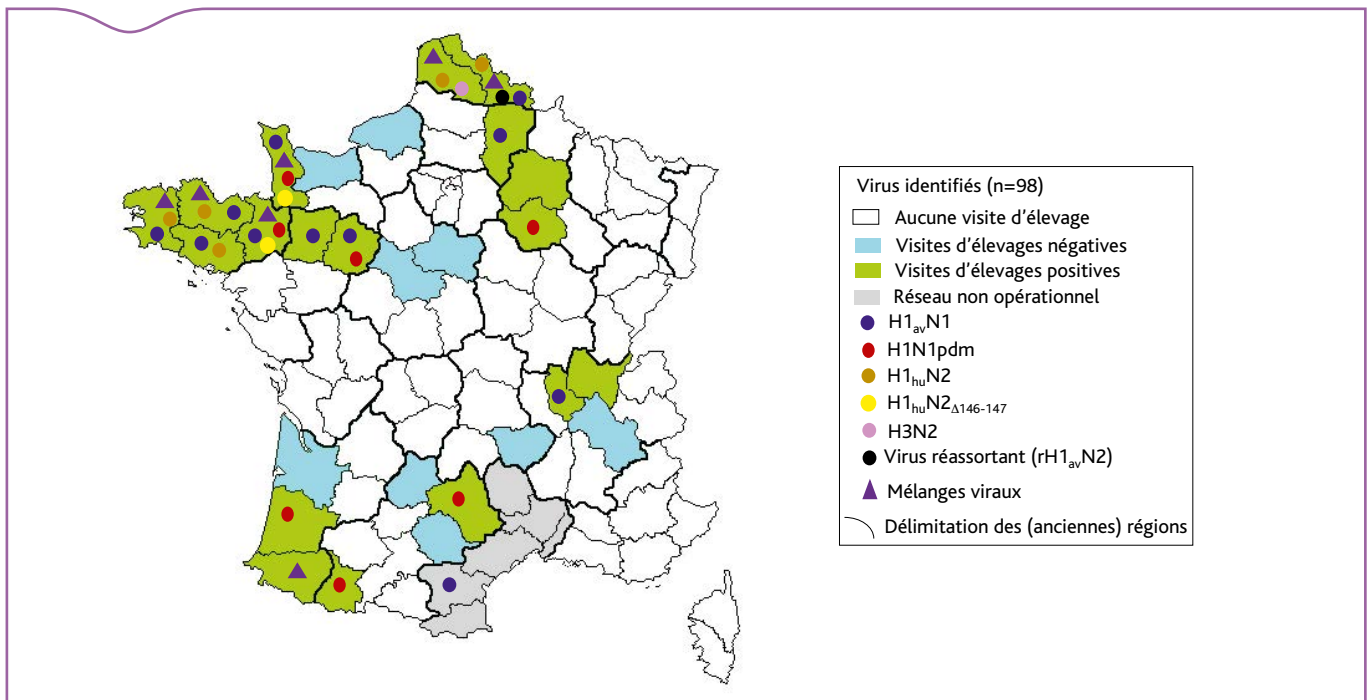 Virus identifiés (n=98)
Aucune visite d'élevage
Visites d'élevages négatives
Visites d'élevages positives
Réseau non opérationnel
H1avN1
H1N1pdm
H1huN2
H1huN2Δ146-147
H3N2
Virus réassortant (rH1avN2)
Mélanges viraux
Délimitation des (anciennes) régions